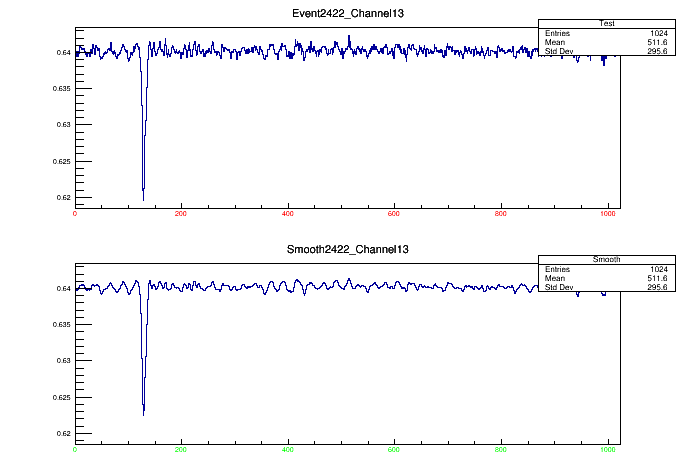 Event2422_Channel13
Test
Entries 1024
Mean 511.6
Std Dev 295.6
0.64
0.635
0.63
0.625
0.62
0 200 400 600 800 1000
Smooth2422_Channel13
Smooth
Entries 1024
Mean 511.6
Std Dev 295.6
0.64
0.635
0.63
0.625
0.62
0 200 400 600 800 1000